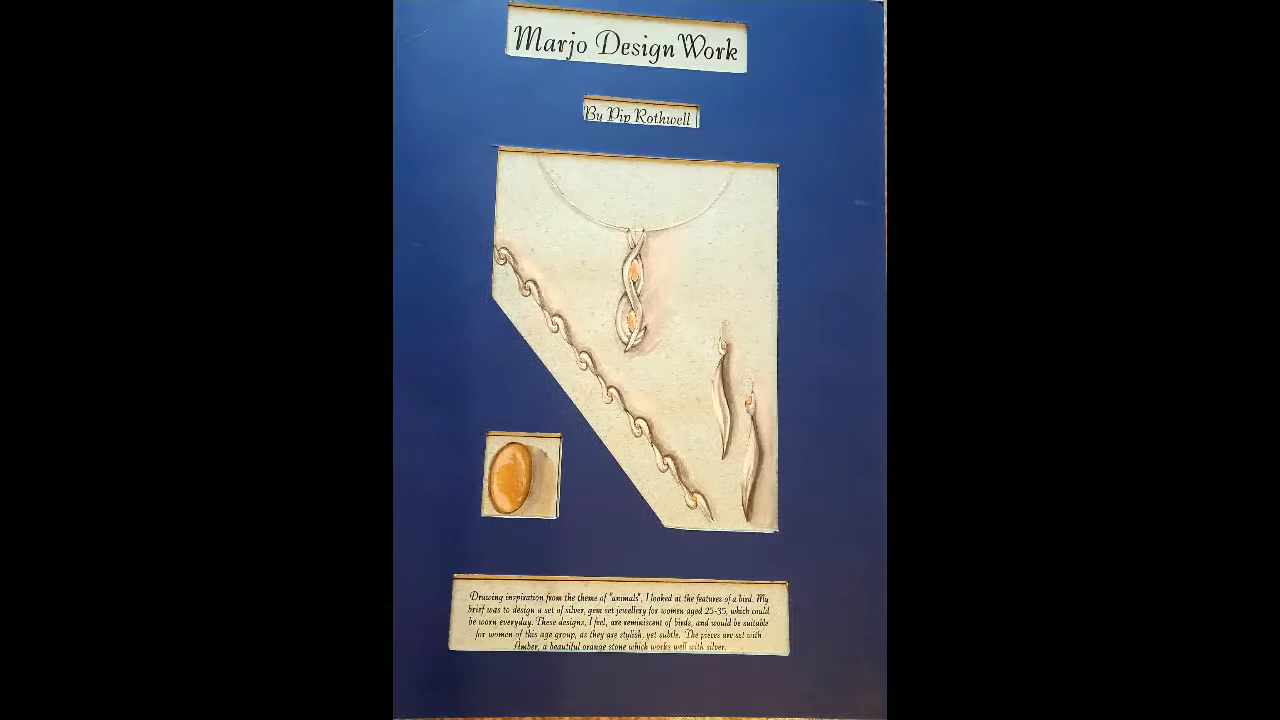 Marjo Design Work
By Pip Rothwell
Drawing inspiration from the theme of "animals", I looked at the features of a bird. My
brief was to design a set of silver, gem set jewellery for women aged 25-35, which could
be worn everyday. These designs, I feel, are reminiscent of birds, and would be suitable
for women of this age group, as they are stylish, yet subtle. The pieces are set with
Amber, a beautiful orange stone which works well with silver.